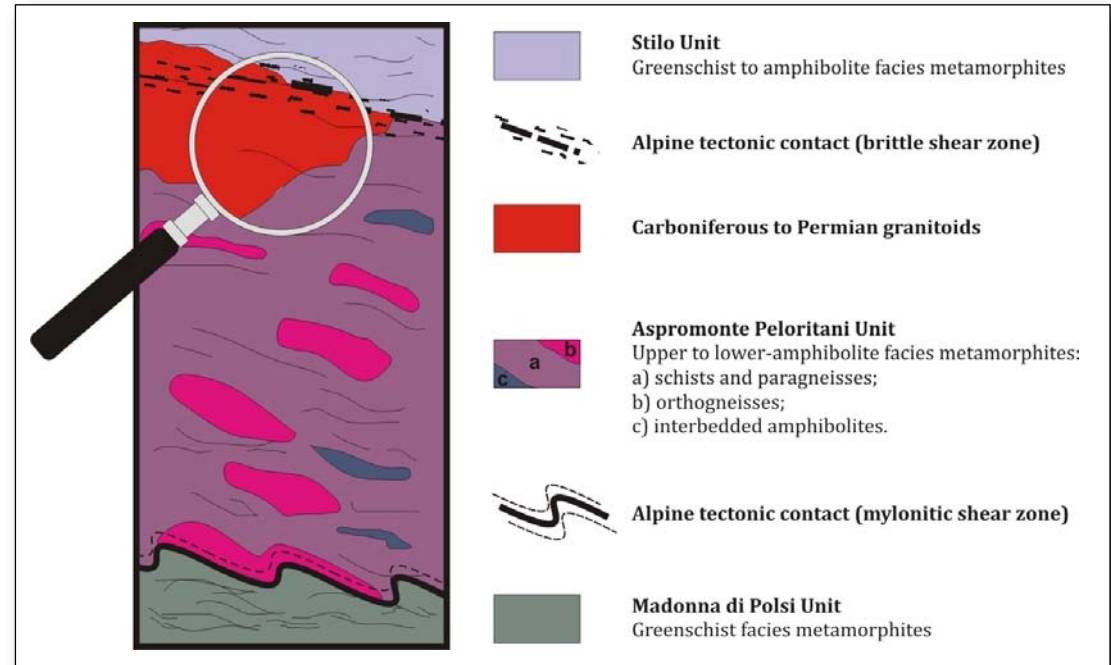 Stilo Unit
Greenschist to amphibolite facies metamorphites
Alpine tectonic contact (brittle shear zone)
Carboniferous to Permian granitoids
Aspromonte Peloritani Unit
Upper to lower-amphibolite facies metamorphites:
a) schists and paragneisses;
b) orthogneisses;
c) interbedded amphibolites.
a
b
c
Alpine tectonic contact (mylonitic shear zone)
Madonna di Polsi Unit
Greenschist facies metamorphites